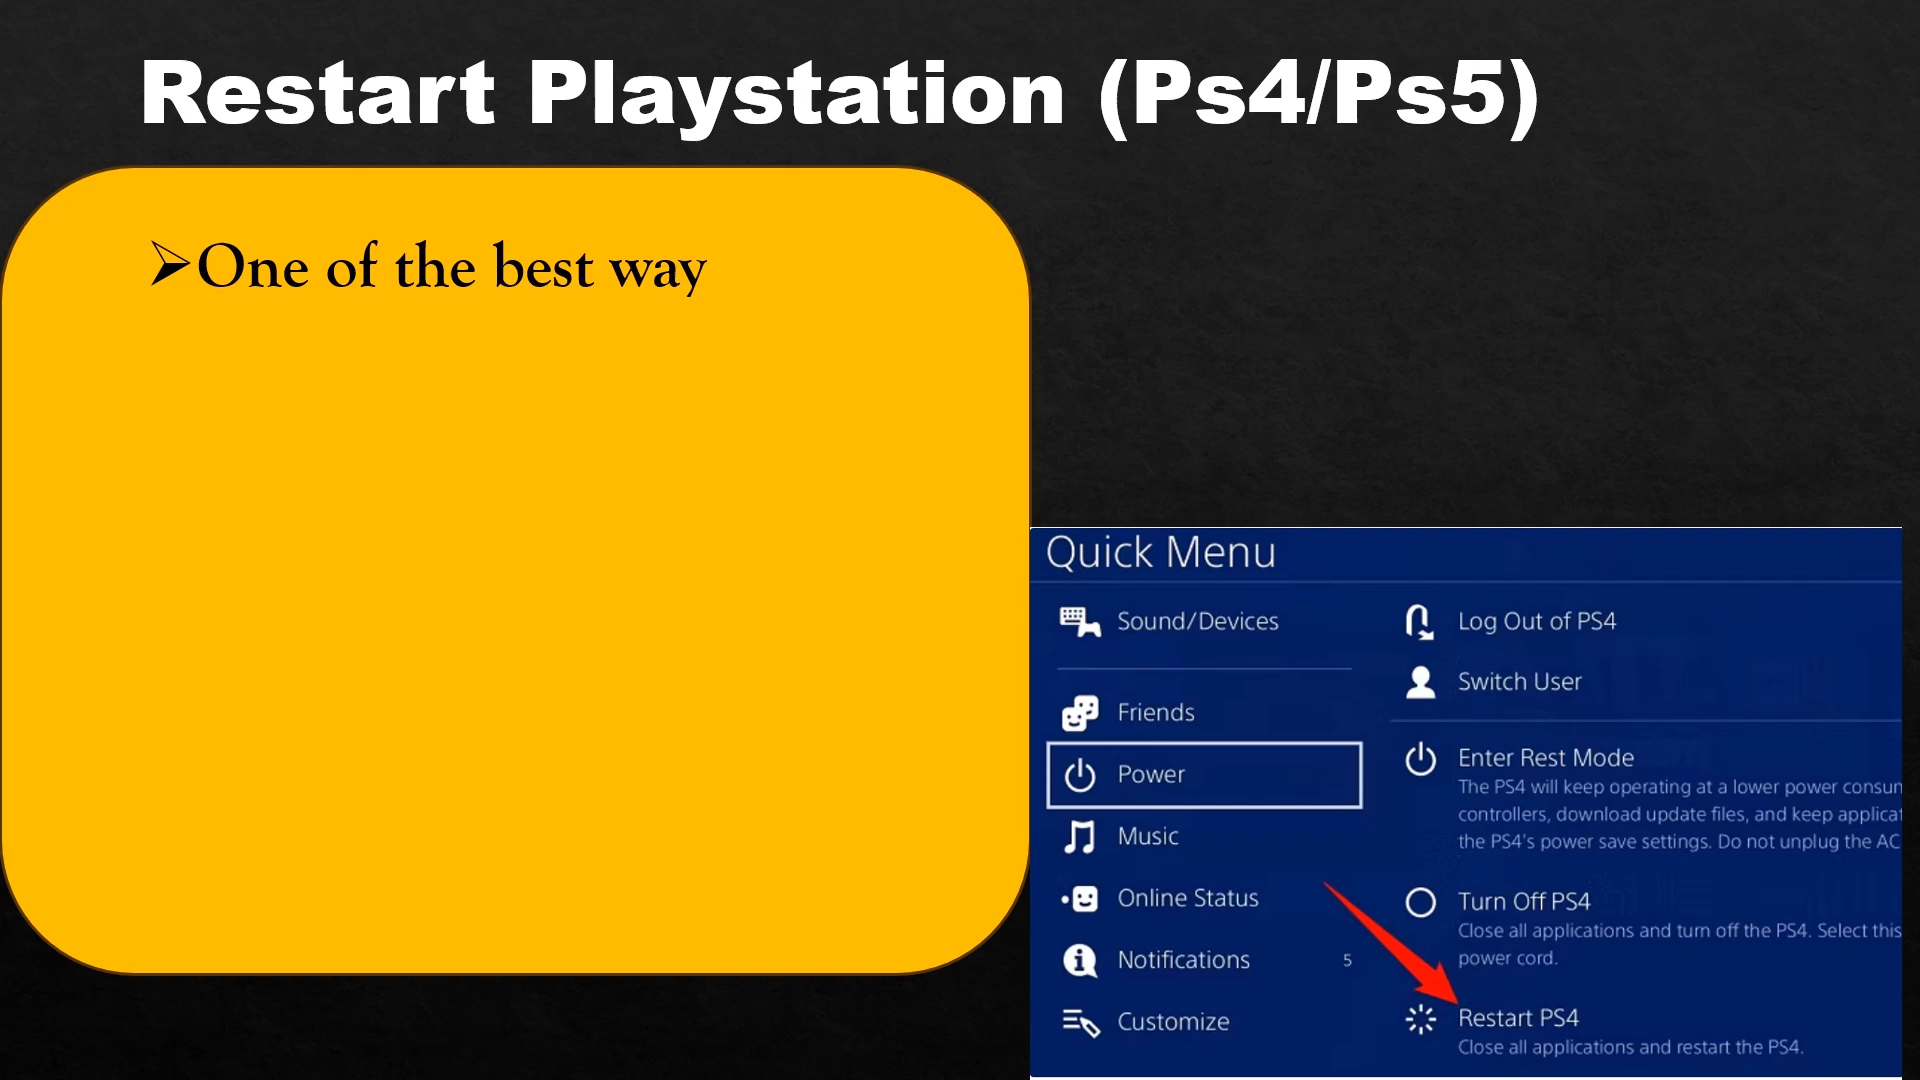 Restart Playstation (Ps4/Ps5)
➢One of the best way
Quick Menu
Sound/Devices
Friends
Power
Music
Online Status
Notifications 5
Customize
Log Out of PS4
Switch User
Enter Rest Mode
The PS4 will keep operating at a lower power
controllers, download update files, and keep
the PS4's power save settings. Do not unplug the AC
Turn Off PS4
Close all applications and turn off the PS4. Select this
power cord.
Restart PS4
Close all applications and restart the PS4.